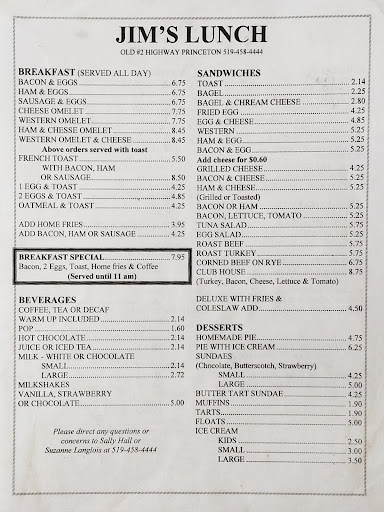 JIM'S LUNCH
OLD #2 HIGHWAY PRINCETON 519-458-4444
BREAKFAST (SERVED ALL DAY)
BACON & EGGS 6.75
HAM & EGGS 6.75
SAUSAGE & EGGS 6.75
CHEESE OMELET 7.75
WESTERN OMELET 7.75
HAM & CHESSE OMELET 8.45
WESTERN OMELET & CHEESE 8.45
Above orders served with toast
FRENCH TOAST 5.50
WITH BACON, HAM
OR SAUSAGE 8.50
1 EGG & TOAST 4.25
2 EGGS & TOAST 4.85
OATMEAL & TOAST 4.25
ADD HOME FRIES 3.95
ADD BACON, HAM OR SAUSAGE 4.25
BREAKFAST SPECIAL 7.95
Bacon, 2 Eggs, Toast, Home fries & Coffee
(Served until 11 am)
BEVERAGES
COFFEE, TEA OR DECAF
WARM UP INCLUDED 2.14
POP 1.60
HOT CHOCOLATE 2.14
JUICE OR ICED TEA 2.14
MILK - WHITE OR CHOCOLATE
SMALL 2.14
LARGE 2.72
MILKSHAKES
VANILLA, STRAWBERRY
OR CHOCOLATE 5.00
Please direct any questions or
concerns to Sally Hall or
Suzanne Langlois at 519-458-4444
SANDWICHES
TOAST 2.14
BAGEL 2.25
BAGEL & CHREAM CHEESE 2.80
FRIED EGG 4.25
EGG & CHEESE 4.85
WESTERN 5.25
HAM & EGG 5.25
BACON & EGG 5.25
Add cheese for $0.60
GRILLED CHEESE 4.25
BACON & CHEESE 5.25
HAM & CHEESE 5.25
(Grilled or Toasted)
BACON OR HAM 5.25
BACON, LETTUCE, TOMATO 5.25
TUNA SALAD 5.75
EGG SALAD 5.25
ROAST BEEF 5.75
ROAST TURKEY 5.75
CORNED BEEF ON RYE 6.75
CLUB HOUSE 8.75
(Turkey, Bacon, Cheese, Lettuce & Tomato)
DELUXE WITH FRIES &
COLESLAW ADD 4.50
DESSERTS
HOMEMADE PIE 4.75
PIE WITH ICE CREAM 6.25
SUNDAES
(Chocolate, Butterscotch, Strawberry)
SMALL 4.25
LARGE 5.00
BUTTER TART SUNDAE 4.25
MUFFINS 1.90
TARTS 1.90
FLOATS 5.00
ICE CREAM
KIDS 2.50
SMALL 3.00
LARGE 3.50